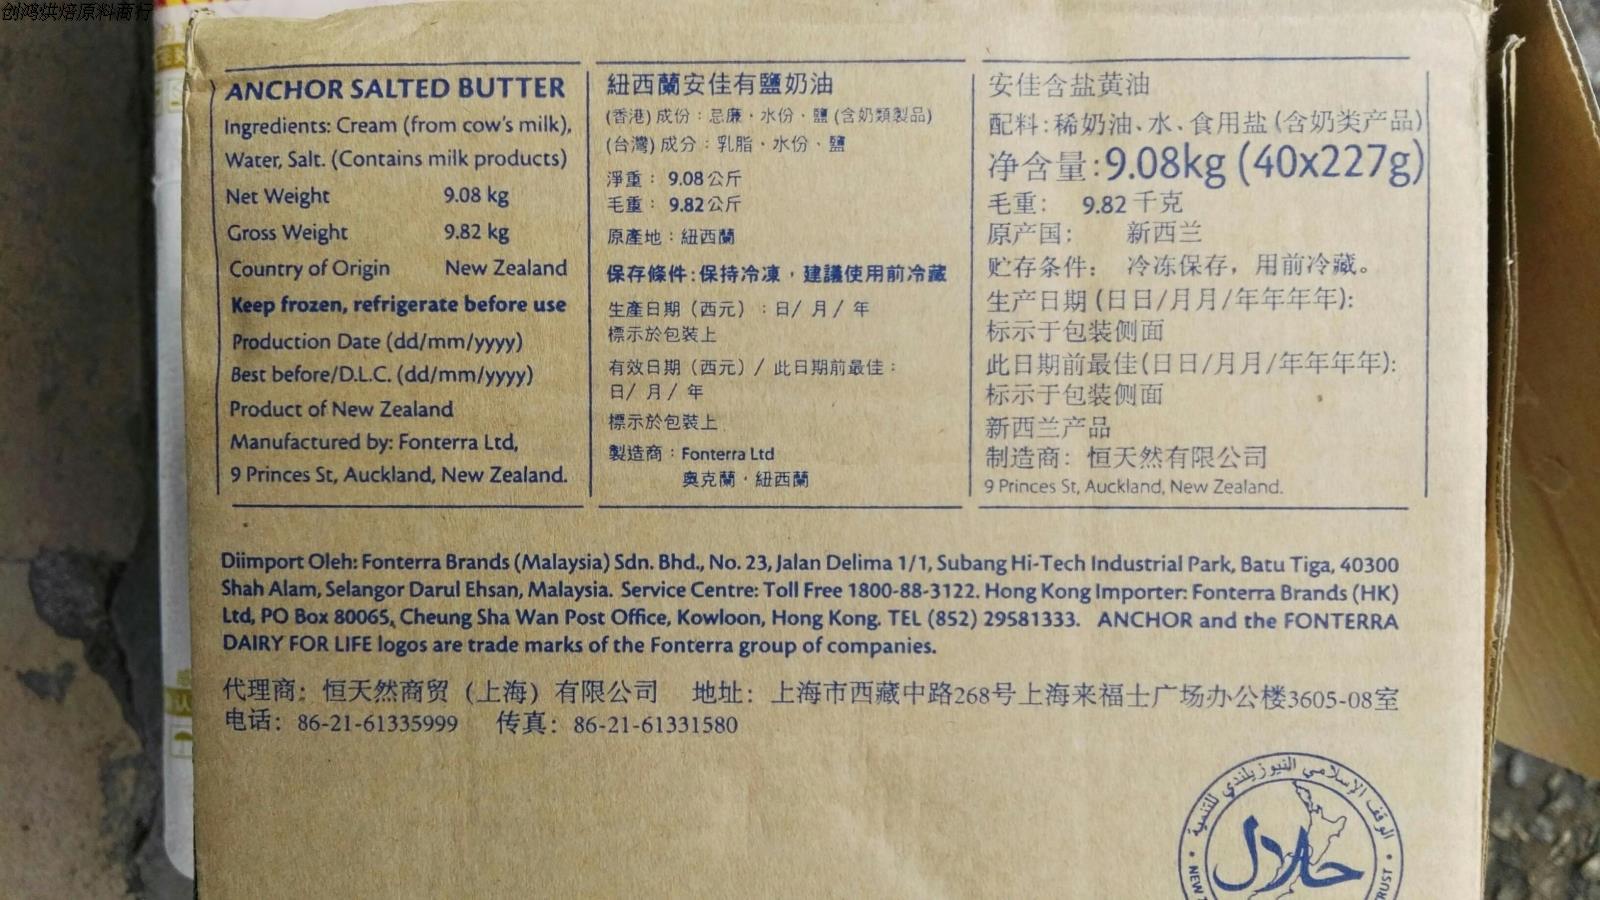 创鸿烘焙原料商行
ANCHOR SALTED BUTTER
Ingredients: Cream (from cow's milk),
Water, Salt. (Contains milk products)
Net Weight 9.08 kg
Gross Weight 9.82 kg
Country of Origin New Zealand
Keep frozen, refrigerate before use
Production Date (dd/mm/yyyy)
Best before/D.L.C. (dd/mm/yyyy)
Product of New Zealand
Manufactured by: Fonterra Ltd,
9 Princes St, Auckland, New Zealand.
紐西蘭安佳有鹽奶油
(香港) 成份：忌廉・水份・鹽 (含奶類製品)
(台灣) 成分：乳脂・水份・鹽
淨重： 9.08公斤
毛重： 9.82公斤
原產地：紐西蘭
保存條件:保持冷凍，建議使用前冷藏
生產日期（西元）：日/ 月 / 年
標示於包裝上
有效日期（西元）/ 此日期前最佳：
日/ 月 / 年
標示於包裝上
製造商：Fonterra Ltd
奧克蘭・紐西蘭
安佳含盐黄油
配料:稀奶油、水、食用盐(含奶类产品)
净含量:9.08kg (40x227g)
毛重： 9.82 千克
原产国； 新西兰
贮存条件： 冷冻保存，用前冷藏。
生产日期 (日日/月月/年年年年):
标示于包装侧面
此日期前最佳(日日/月月/年年年年):
标示于包装侧面
新西兰产品
制造商：恒天然有限公司
9 Princes St, Auckland, New Zealand.
Diimport Oleh: Fonterra Brands (Malaysia) Sdn. Bhd., No. 23, Jalan Delima 1/1, Subang Hi-Tech Industrial Park, Batu Tiga, 40300
Shah Alam, Selangor Darul Ehsan, Malaysia. Service Centre: Toll Free 1800-88-3122. Hong Kong Importer: Fonterra Brands (HK)
Ltd, PO Box 80065, Cheung Sha Wan Post Office, Kowloon, Hong Kong. TEL (852) 29581333. ANCHOR and the FONTERRA
DAIRY FOR LIFE logos are trade marks of the Fonterra group of companies.
代理商：恒天然商贸（上海）有限公司 地址：上海市西藏中路268号上海来福士广场办公楼3605-08室
电话：86-21-61335999 传真：86-21-61331580
الوقف الإسلامي النيوزيلندي للتنمية
حلال
NEW
TRUST